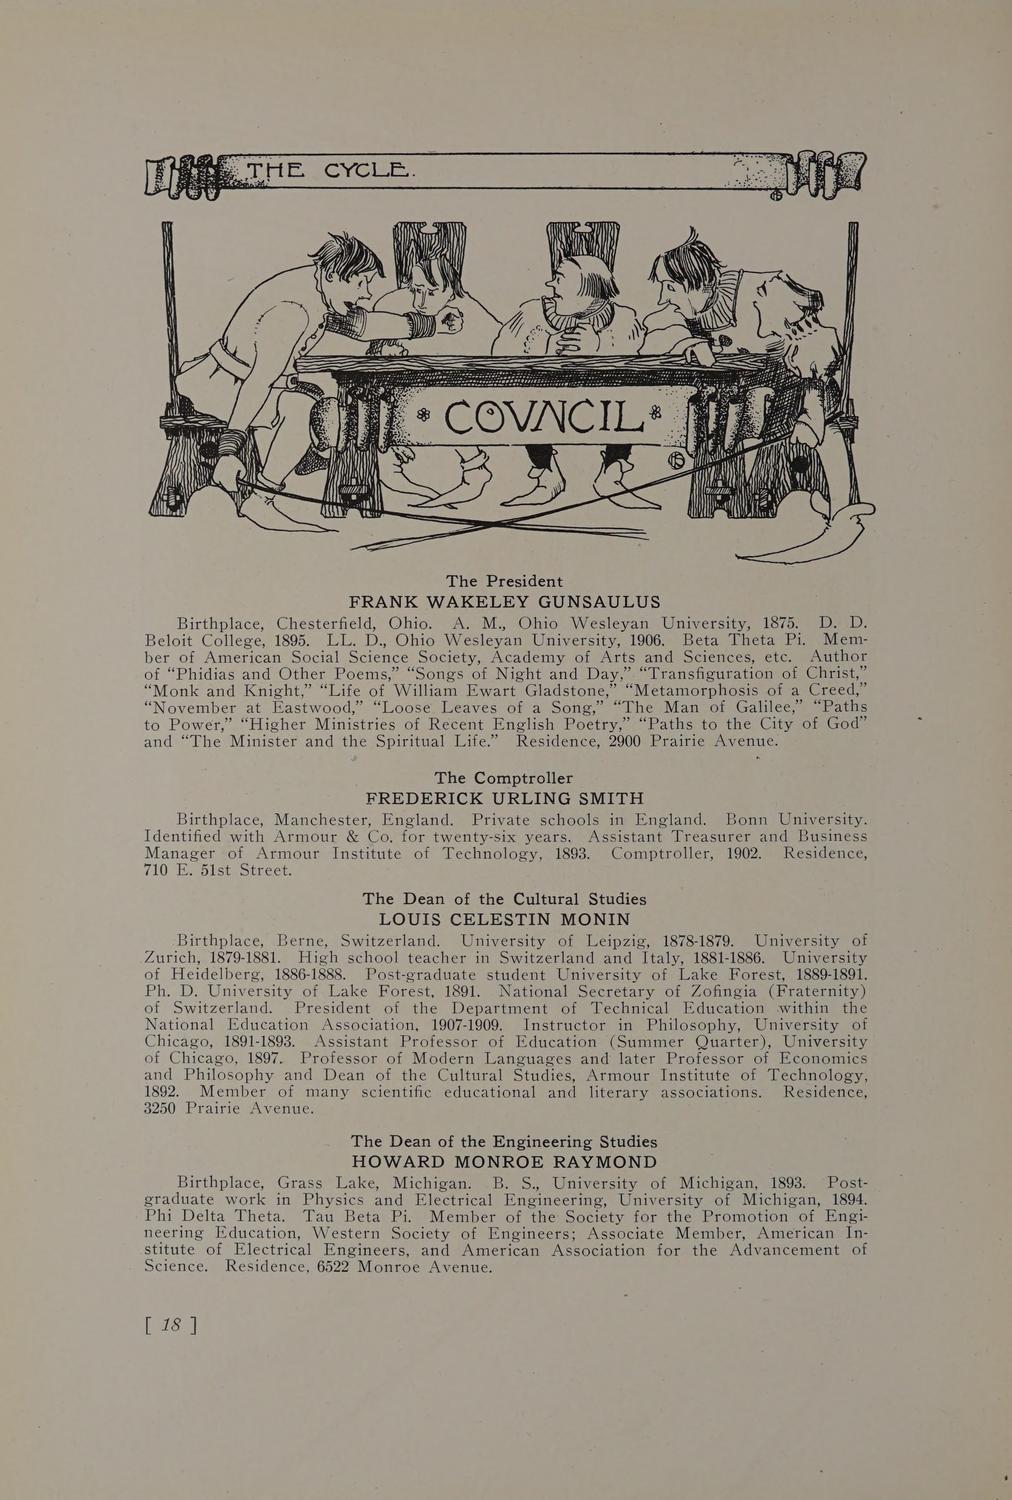 THE CYCLE.
COVNCIL
The President
FRANK WAKELEY GUNSAULUS
Birthplace, Chesterfield, Ohio. A. M., Ohio Wesleyan University, 1875. D. D.
Beloit College, 1895. LL. D., Ohio Wesleyan University, 1906. Beta Theta Pi. Mem-
ber of American Social Science Society, Academy of Arts and Sciences, etc. Author
of “Phidias and Other Poems,” “Songs of Night and Day,” “Transfiguration of Christ,”
“Monk and Knight,” “Life of William Ewart Gladstone,” “Metamorphosis of a Creed,”
“November at Eastwood,” “Loose Leaves of a Song,” “The Man of Galilee,” “Paths
to Power,” “Higher Ministries of Recent English Poetry,” “Paths to the City of God”
and “The Minister and the Spiritual Life.” Residence, 2900 Prairie Avenue.
The Comptroller
FREDERICK URLING SMITH
Birthplace, Manchester, England. Private schools in England. Bonn University.
Identified with Armour & Co. for twenty-six years. Assistant Treasurer and Business
Manager of Armour Institute of Technology, 1893. Comptroller, 1902. Residence,
710 E. 51st Street.
The Dean of the Cultural Studies
LOUIS CELESTIN MONIN
Birthplace, Berne, Switzerland. University of Leipzig, 1878-1879. University of
Zurich, 1879-1881. High school teacher in Switzerland and Italy, 1881-1886. University
of Heidelberg, 1886-1888. Post-graduate student University of Lake Forest, 1889-1891.
Ph. D. University of Lake Forest, 1891. National Secretary of Zofingia (Fraternity)
of Switzerland. President of the Department of Technical Education within the
National Education Association, 1907-1909. Instructor in Philosophy, University of
Chicago, 1891-1893. Assistant Professor of Education (Summer Quarter), University
of Chicago, 1897. Professor of Modern Languages and later Professor of Economics
and Philosophy and Dean of the Cultural Studies, Armour Institute of Technology,
1892. Member of many scientific educational and literary associations. Residence,
3250 Prairie Avenue.
The Dean of the Engineering Studies
HOWARD MONROE RAYMOND
Birthplace, Grass Lake, Michigan. B. S., University of Michigan, 1893. Post-
graduate work in Physics and Electrical Engineering, University of Michigan, 1894.
Phi Delta Theta. Tau Beta Pi. Member of the Society for the Promotion of Engi-
neering Education, Western Society of Engineers; Associate Member, American In-
stitute of Electrical Engineers, and American Association for the Advancement of
Science. Residence, 6522 Monroe Avenue.
[ 18 ]